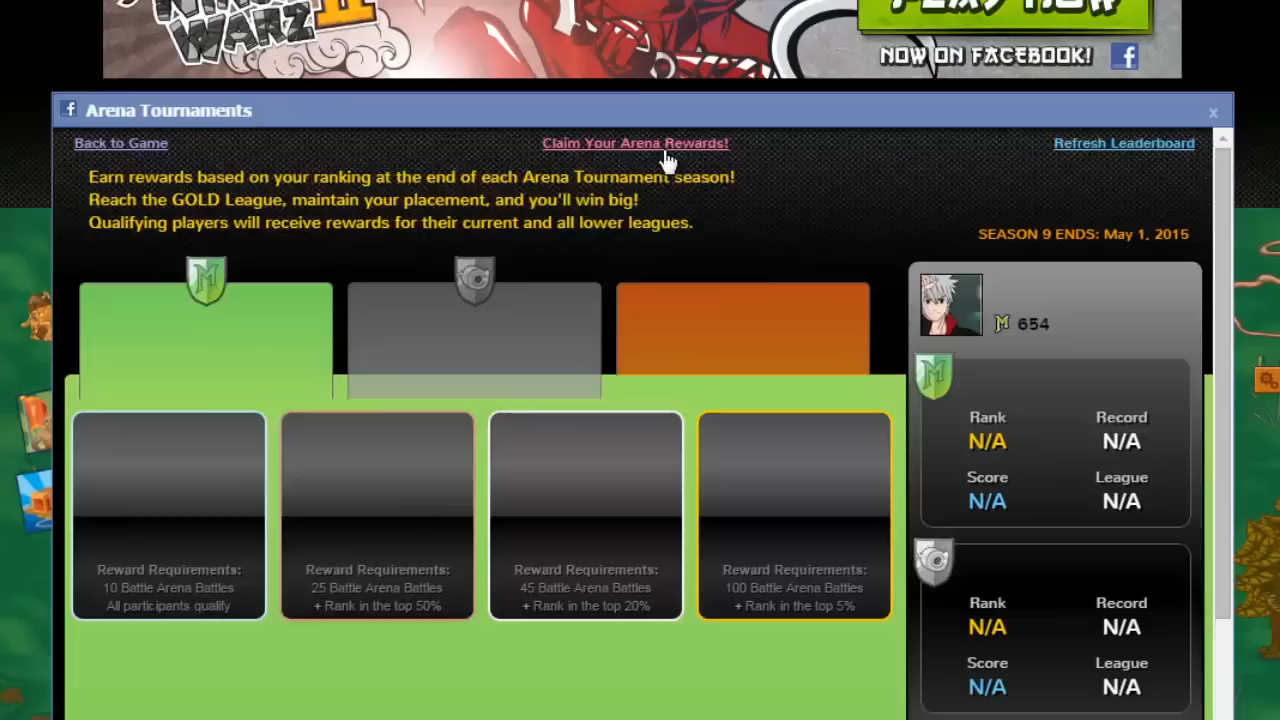 WARZ II
PLAY NOW
NOW ON FACEBOOK! f
f Arena Tournaments x
Back to Game Claim Your Arena Rewards! Refresh Leaderboard
Earn rewards based on your ranking at the end of each Arena Tournament season!
Reach the GOLD League, maintain your placement, and you'll win big!
Qualifying players will receive rewards for their current and all lower leagues.
SEASON 9 ENDS: May 1, 2015
M
M 654
M
Rank Record
N/A N/A
Score League
N/A N/A
Reward Requirements:
10 Battle Arena Battles
All participants qualify
Reward Requirements:
25 Battle Arena Battles
+ Rank in the top 50%
Reward Requirements:
45 Battle Arena Battles
+ Rank in the top 20%
Reward Requirements:
100 Battle Arena Battles
+ Rank in the top 5%
Rank Record
N/A N/A
Score League
N/A N/A